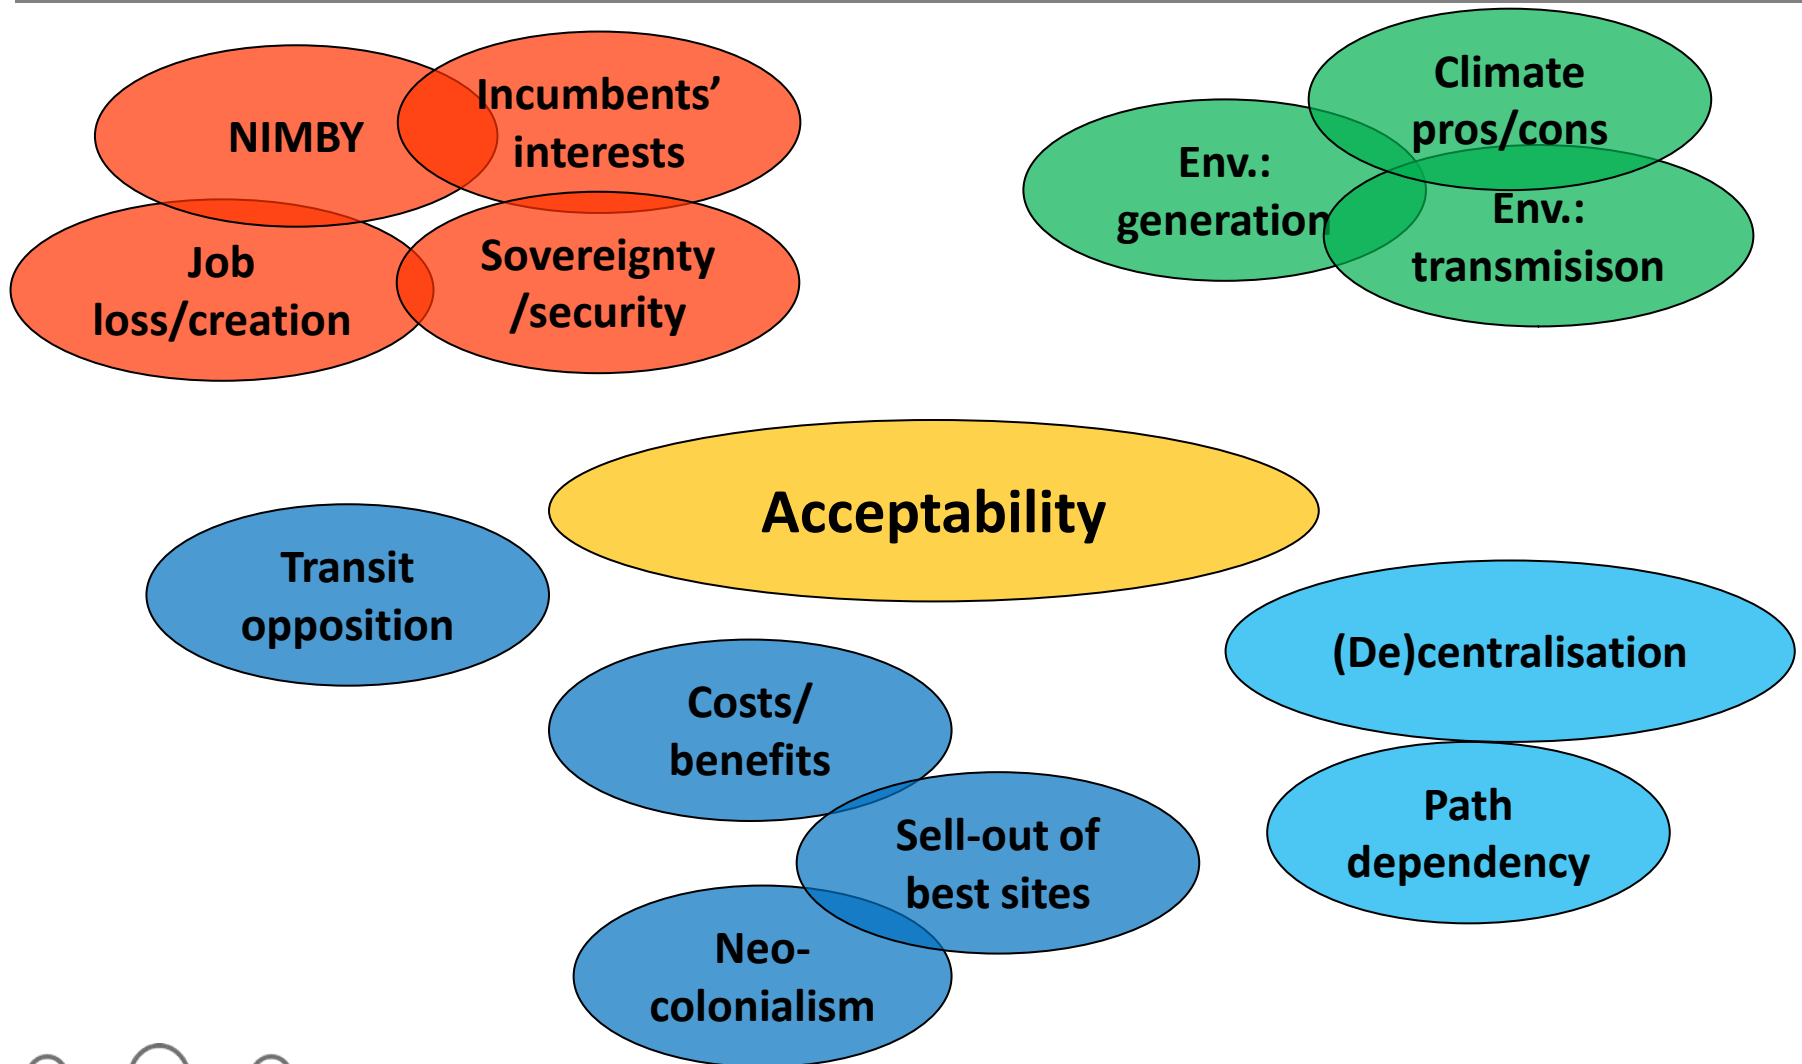 NIMBY
Incumbents’
interests
Job
loss/creation
Sovereignty
/security
Climate
pros/cons
Env.:
generation
Env.:
transmisison
Acceptability
Transit
opposition
Costs/
benefits
Sell-out of
best sites
Neo-
colonialism
(De)centralisation
Path
dependency